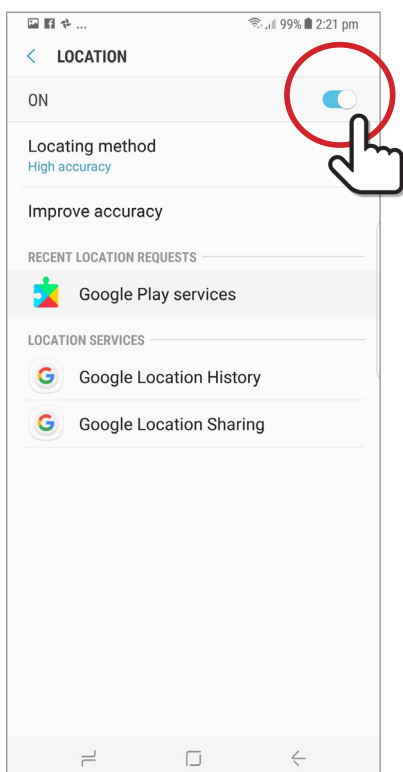 ... 99% 2:21 pm
LOCATION
ON
Locating method
High accuracy
Improve accuracy
RECENT LOCATION REQUESTS
Google Play services
LOCATION SERVICES
G Google Location History
G Google Location Sharing